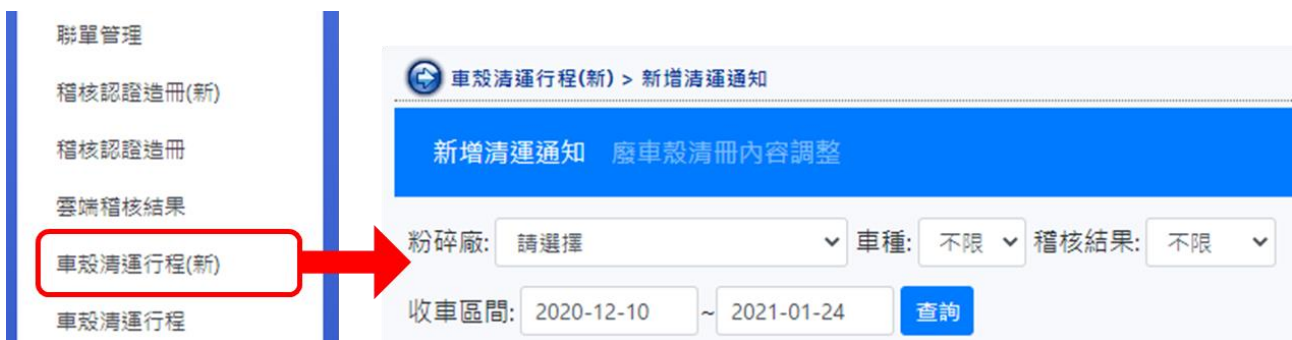 聯單管理
稽核認證造冊(新)
稽核認證造冊
雲端稽核結果
車殼清運行程(新)
車殼清運行程
車殼清運行程(新) > 新增清運通知
新增清運通知 廢車殼清冊內容調整
粉碎廠: 請選擇 車種: 不限 稽核結果: 不限
收車區間: 2020-12-10 ~ 2021-01-24 查詢